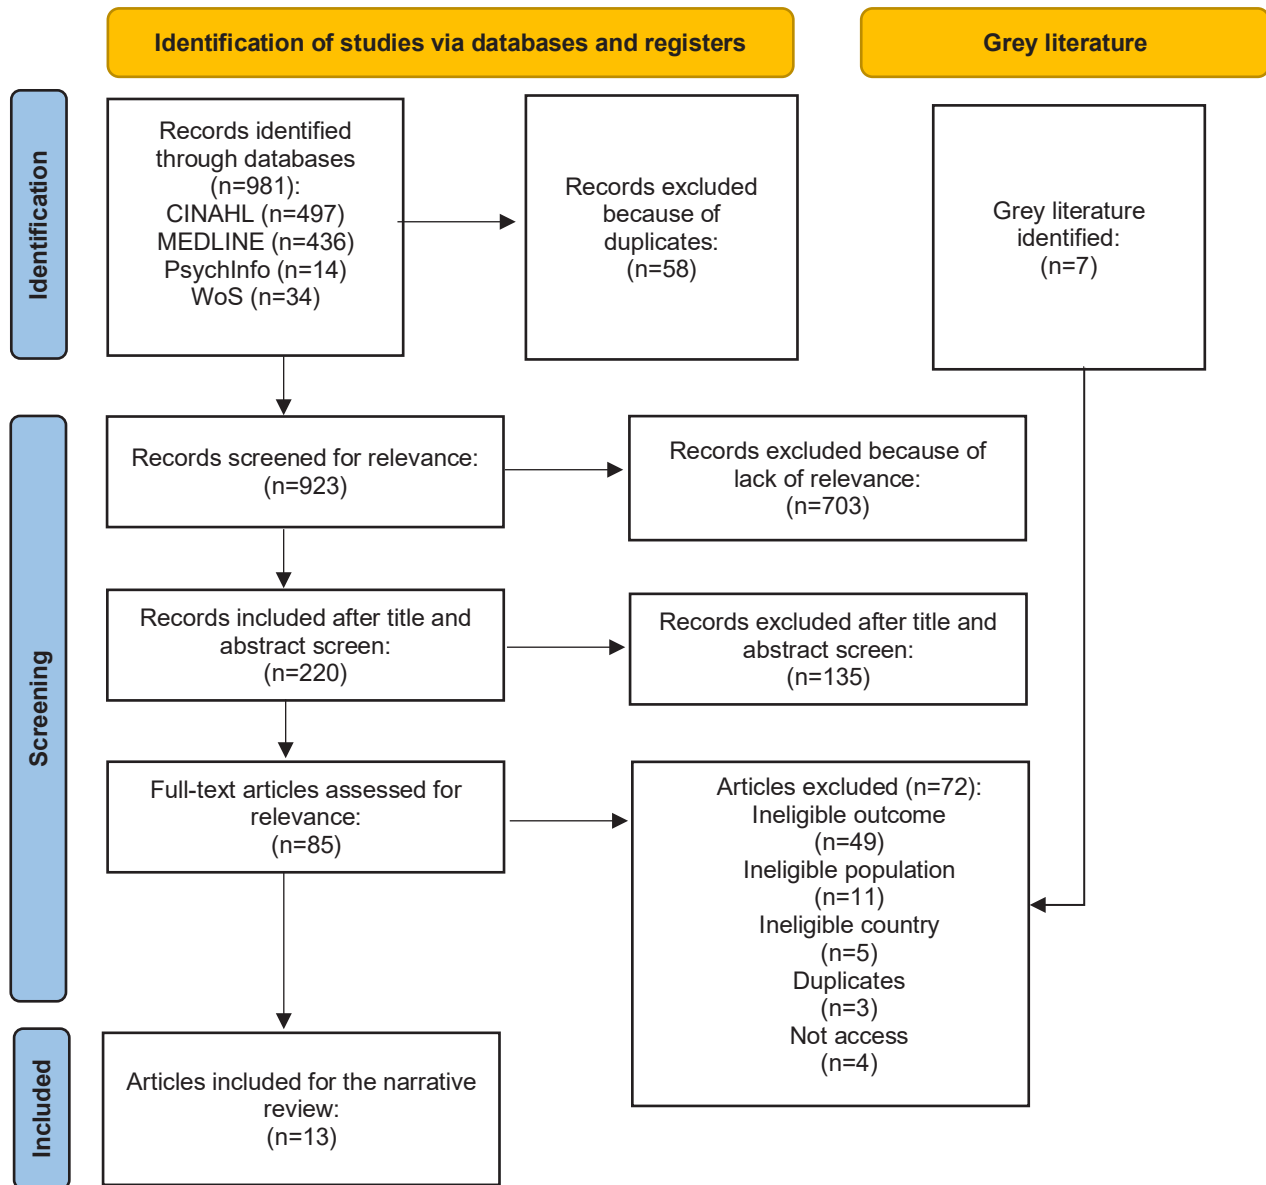 Identification of studies via databases and registers
Grey literature
Identification
Records identified
through databases
(n=981):
CINAHL (n=497)
MEDLINE (n=436)
PsychInfo (n=14)
WoS (n=34)
Records excluded
because of
duplicates:
(n=58)
Grey literature
identified:
(n=7)
Screening
Records screened for relevance:
(n=923)
Records excluded because of
lack of relevance:
(n=703)
Records included after title and
abstract screen:
(n=220)
Records excluded after title and
abstract screen:
(n=135)
Full-text articles assessed for
relevance:
(n=85)
Articles excluded (n=72):
Ineligible outcome
(n=49)
Ineligible population
(n=11)
Ineligible country
(n=5)
Duplicates
(n=3)
Not access
(n=4)
Included
Articles included for the narrative
review:
(n=13)